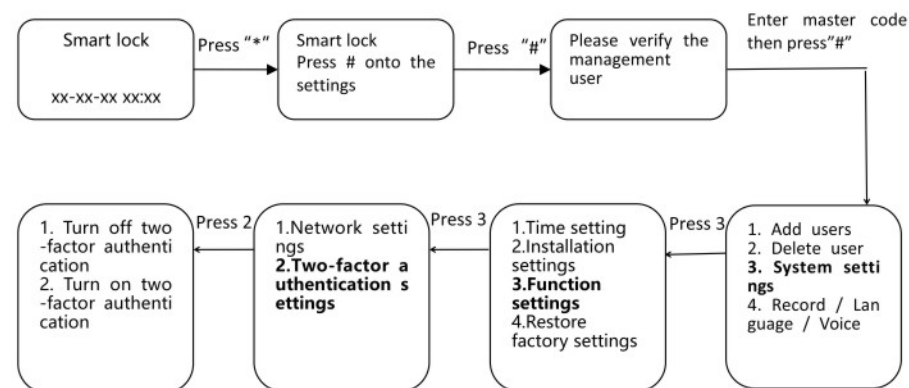 Smart lock
xx-xx-xx xx:xx
Press “*”
Smart lock
Press # onto the
settings
Press “#”
Please verify the
management
user
Enter master code
then press”#”
1. Add users
2. Delete user
3. System setti
ngs
4. Record / Lan
guage / Voice
Press 3
1.Time setting
2.Installation
settings
3.Function
settings
4.Restore
factory settings
Press 3
1.Network setti
ngs
2.Two-factor a
uthentication s
ettings
Press 2
1. Turn off two
-factor authenti
cation
2. Turn on two
-factor authenti
cation